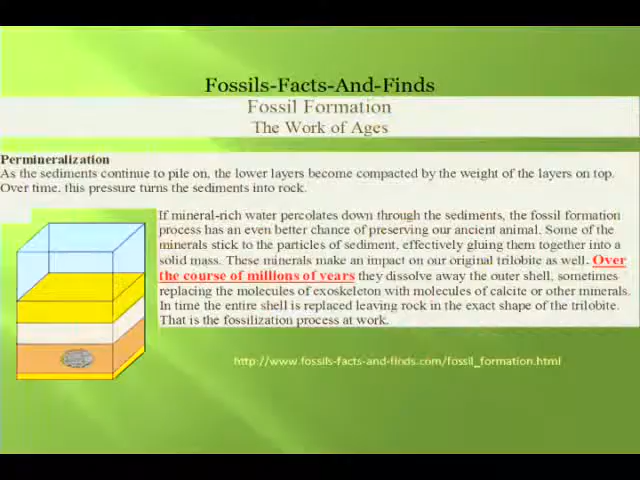 Fossils-Facts-And-Finds
Fossil Formation
The Work of Ages
Permineralization
As the sediments continue to pile on, the lower layers become compacted by the weight of the layers on top.
Over time, this pressure turns the sediments into rock.
If mineral-rich water percolates down through the sediments, the fossil formation
process has an even better chance of preserving our ancient animal. Some of the
minerals stick to the particles of sediment, effectively gluing them together into a
solid mass. These minerals make an impact on our original trilobite as well. Over
the course of millions of years they dissolve away the outer shell, sometimes
replacing the molecules of exoskeleton with molecules of calcite or other minerals.
In time the entire shell is replaced leaving rock in the exact shape of the trilobite.
That is the fossilization process at work.
http://www.fossils-facts-and-finds.com/fossil_formation.html